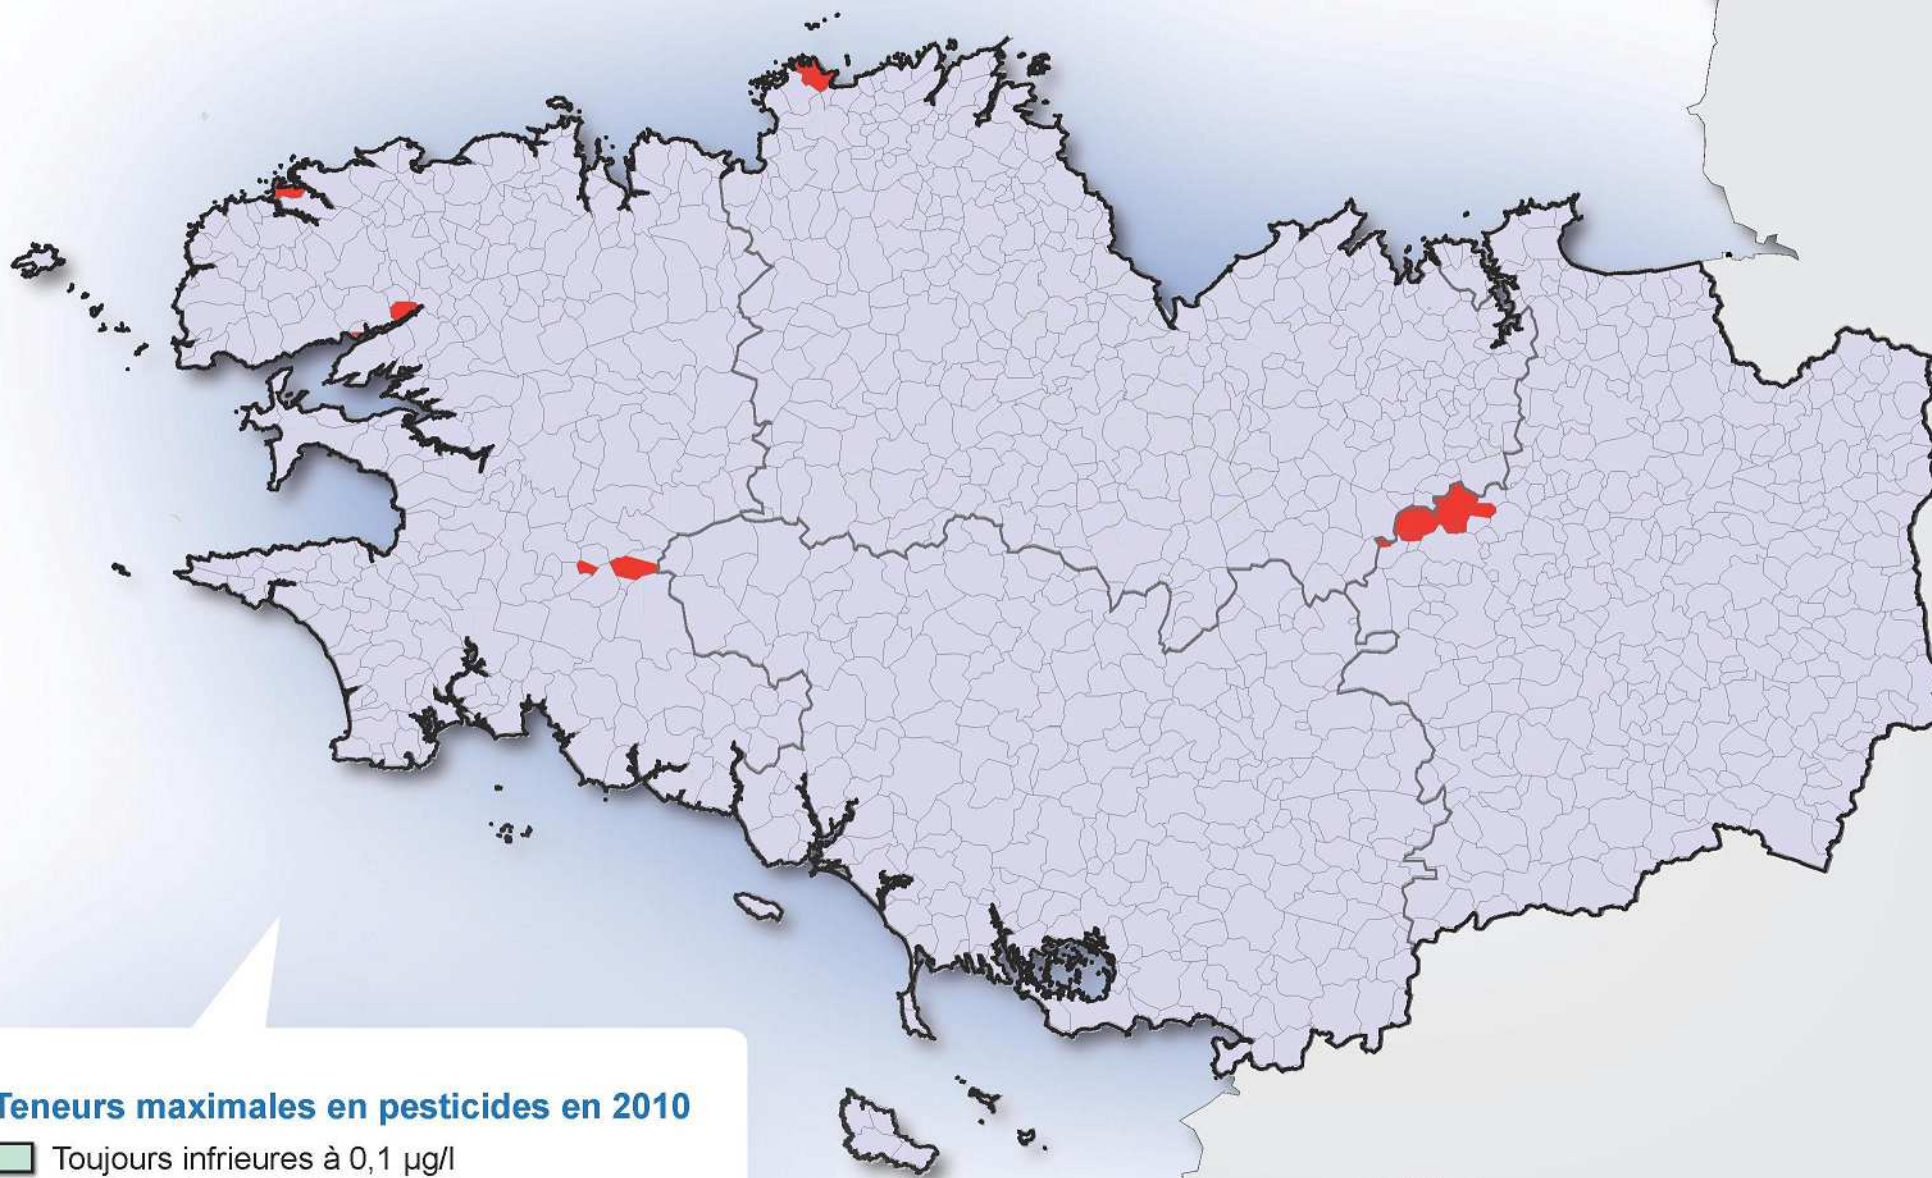 Teneurs maximales en pesticides en 2010
Toujours infrieures à 0,1 µg/l